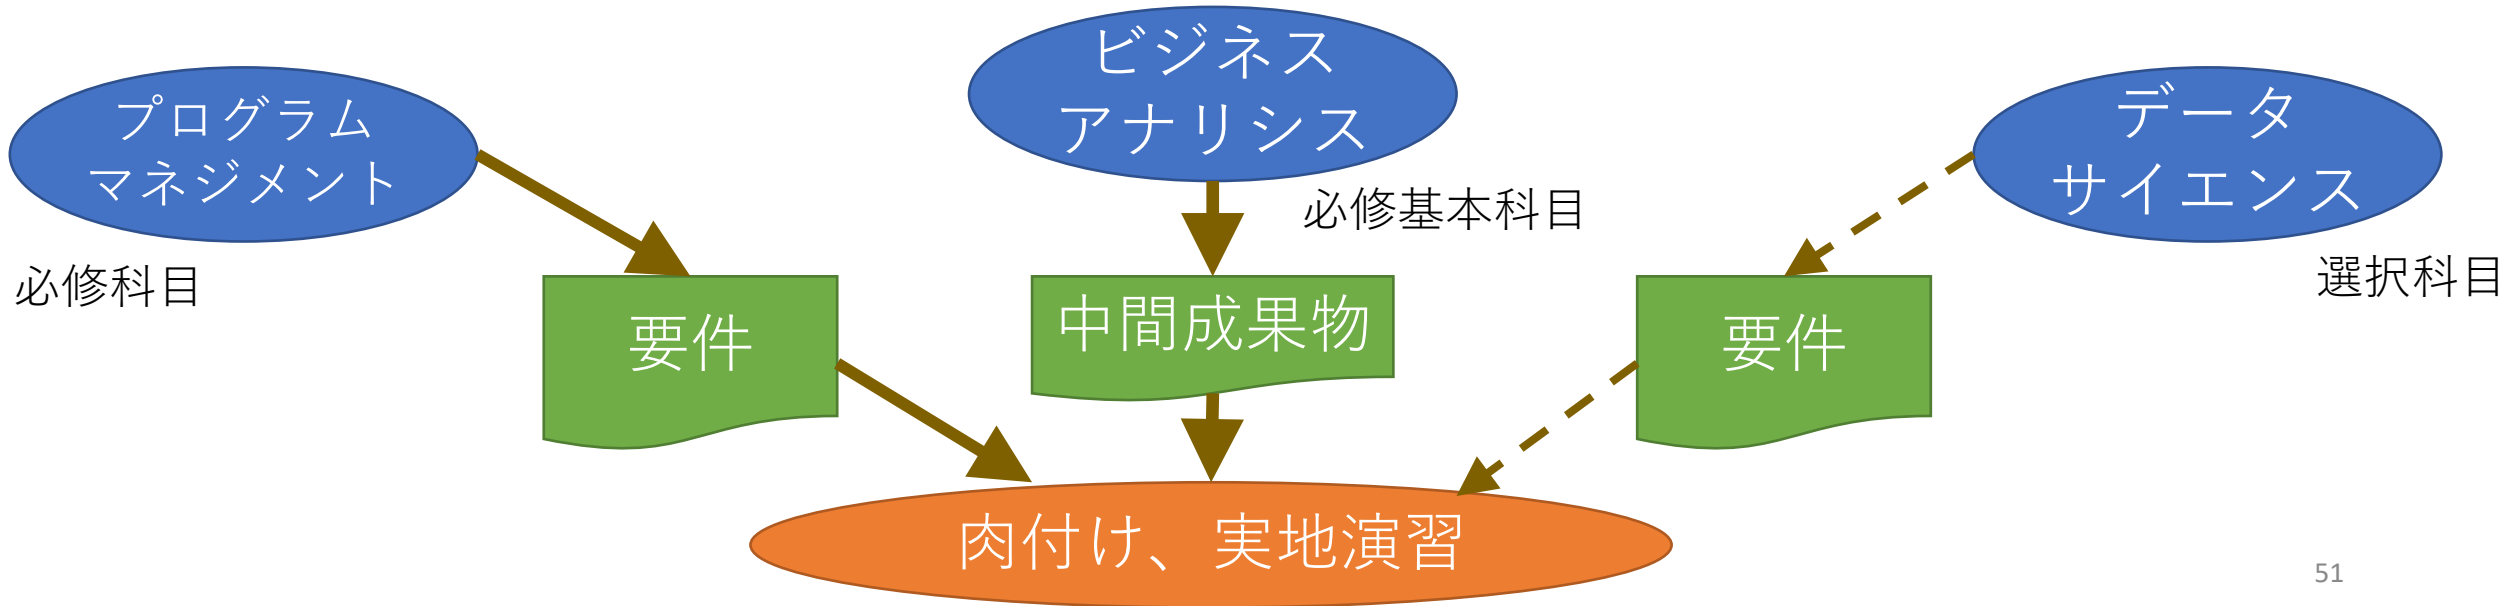 ビジネス
アナリシス
プログラム
マネジメント
データ
サイエンス
必修基本科目
必修科目
選択科目
要件
中間成果物
要件
肉付け、実地演習
51